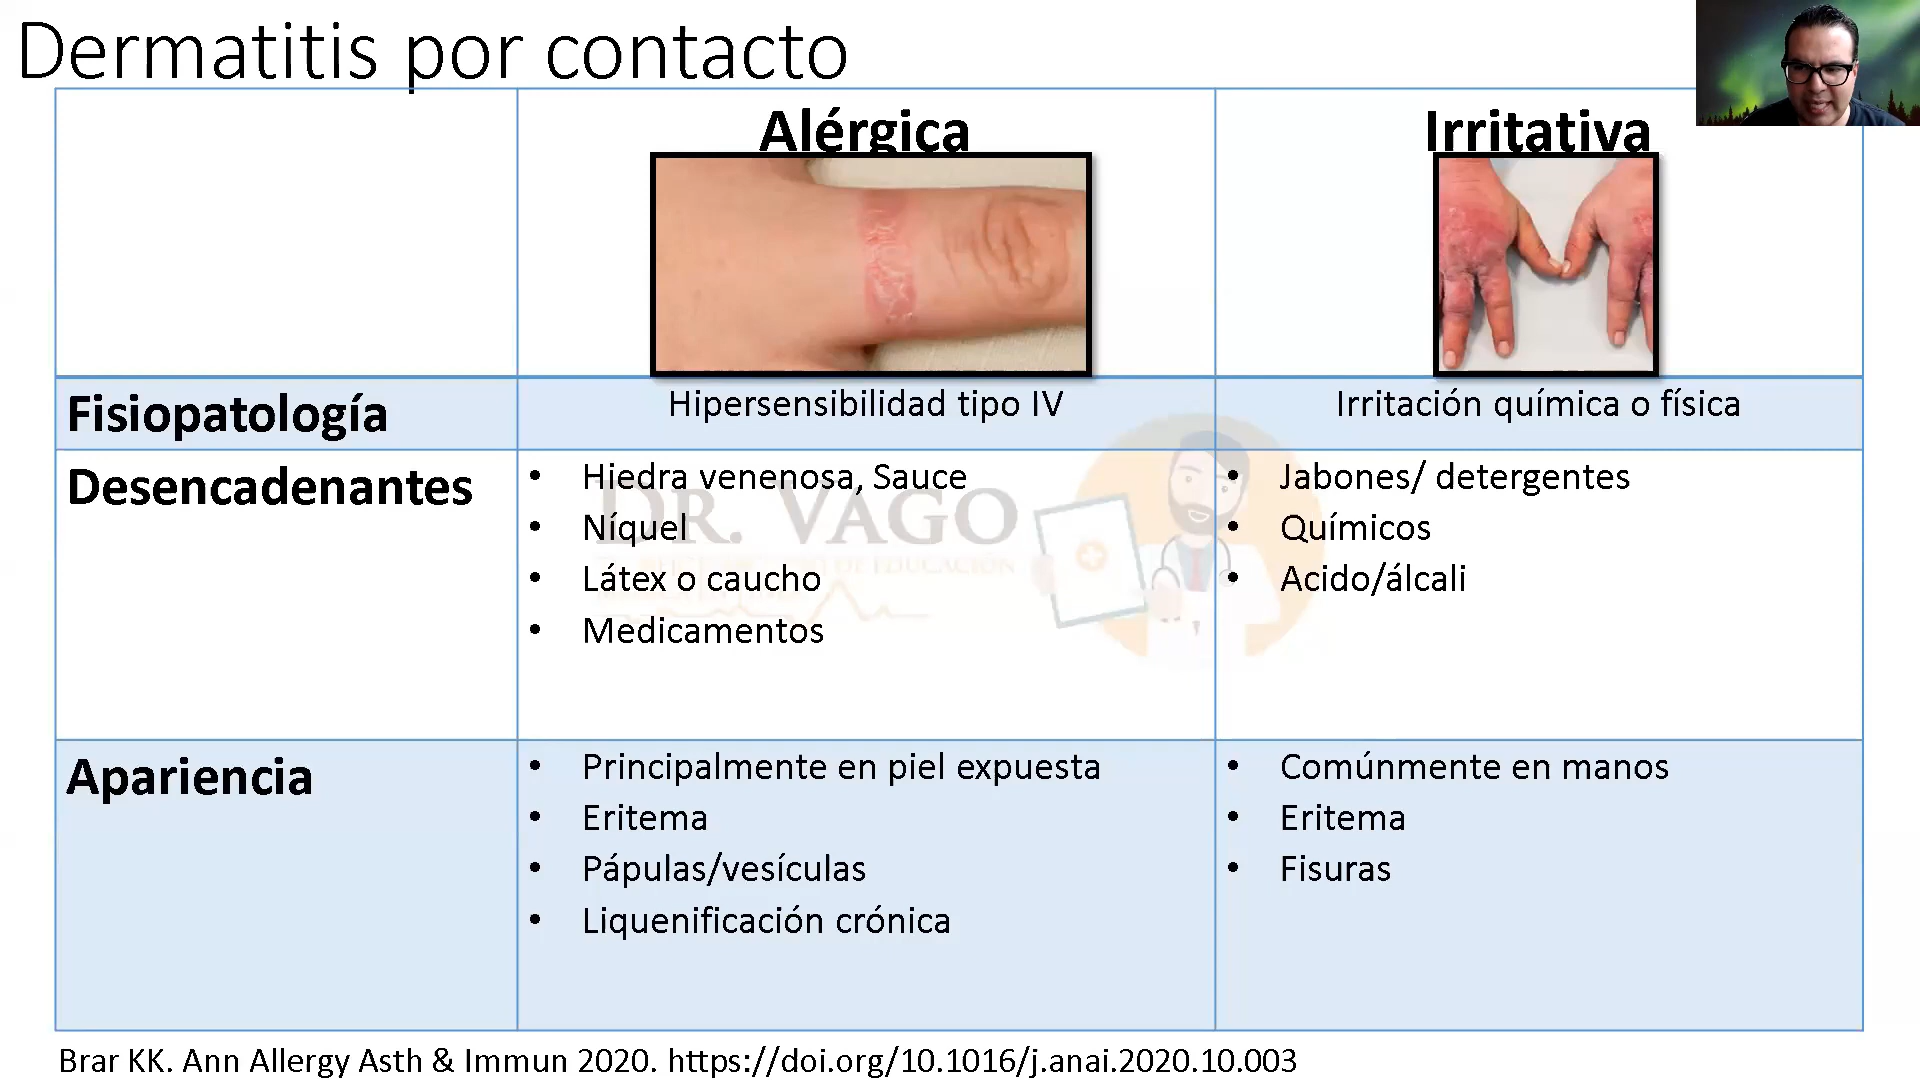 Dermatitis por contacto
Alérgica
Irritativa
Fisiopatología
Hipersensibilidad tipo IV
Irritación química o física
Desencadenantes
• Hiedra venenosa, Sauce
• Níquel
• Látex o caucho
• Medicamentos
• Jabones/ detergentes
• Químicos
• Acido/álcali
DR. VAGO
Apariencia
• Principalmente en piel expuesta
• Eritema
• Pápulas/vesículas
• Liquenificación crónica
• Comúnmente en manos
• Eritema
• Fisuras
Brar KK. Ann Allergy Asth & Immun 2020. https://doi.org/10.1016/j.anai.2020.10.003